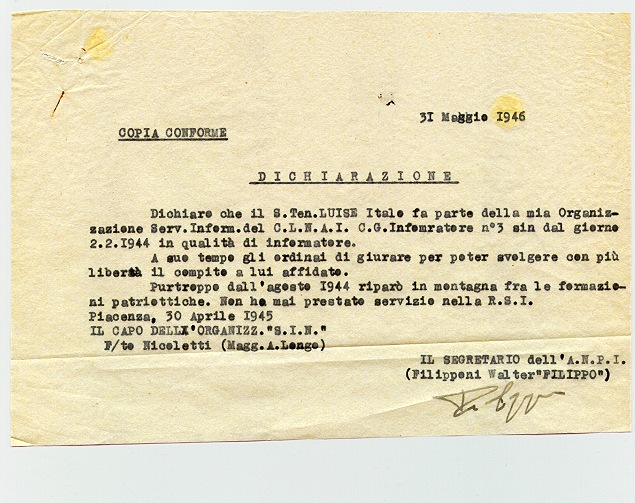 31 Maggio 1946
COPIA CONFORME
DICHIARAZIONE
Dichiaro che il S.Ten.LUISE Italo fa parte della mia Organiz-
zazione Serv.Inform.del C.L.N.A.I. C.G.Infomratore n°3 sin dal giorno
2.2.1944 in qualità di informatore.
A suo tempo gli ordinai di giurare per poter svolgere con più
libertà il compito a lui affidato.
Purtroppo dall'agosto 1944 riparò in montagna fra le formazio-
ni patriottiche. Non ha mai prestato servizio nella R.S.I.
Piacenza, 30 Aprile 1945
IL CAPO DELL'ORGANIZZ."S.I.N."
F/to Nicoletti (Magg.A.Longo)
IL SEGRETARIO dell'A.N.P.I.
(Filipponi Walter"FILIPPO")